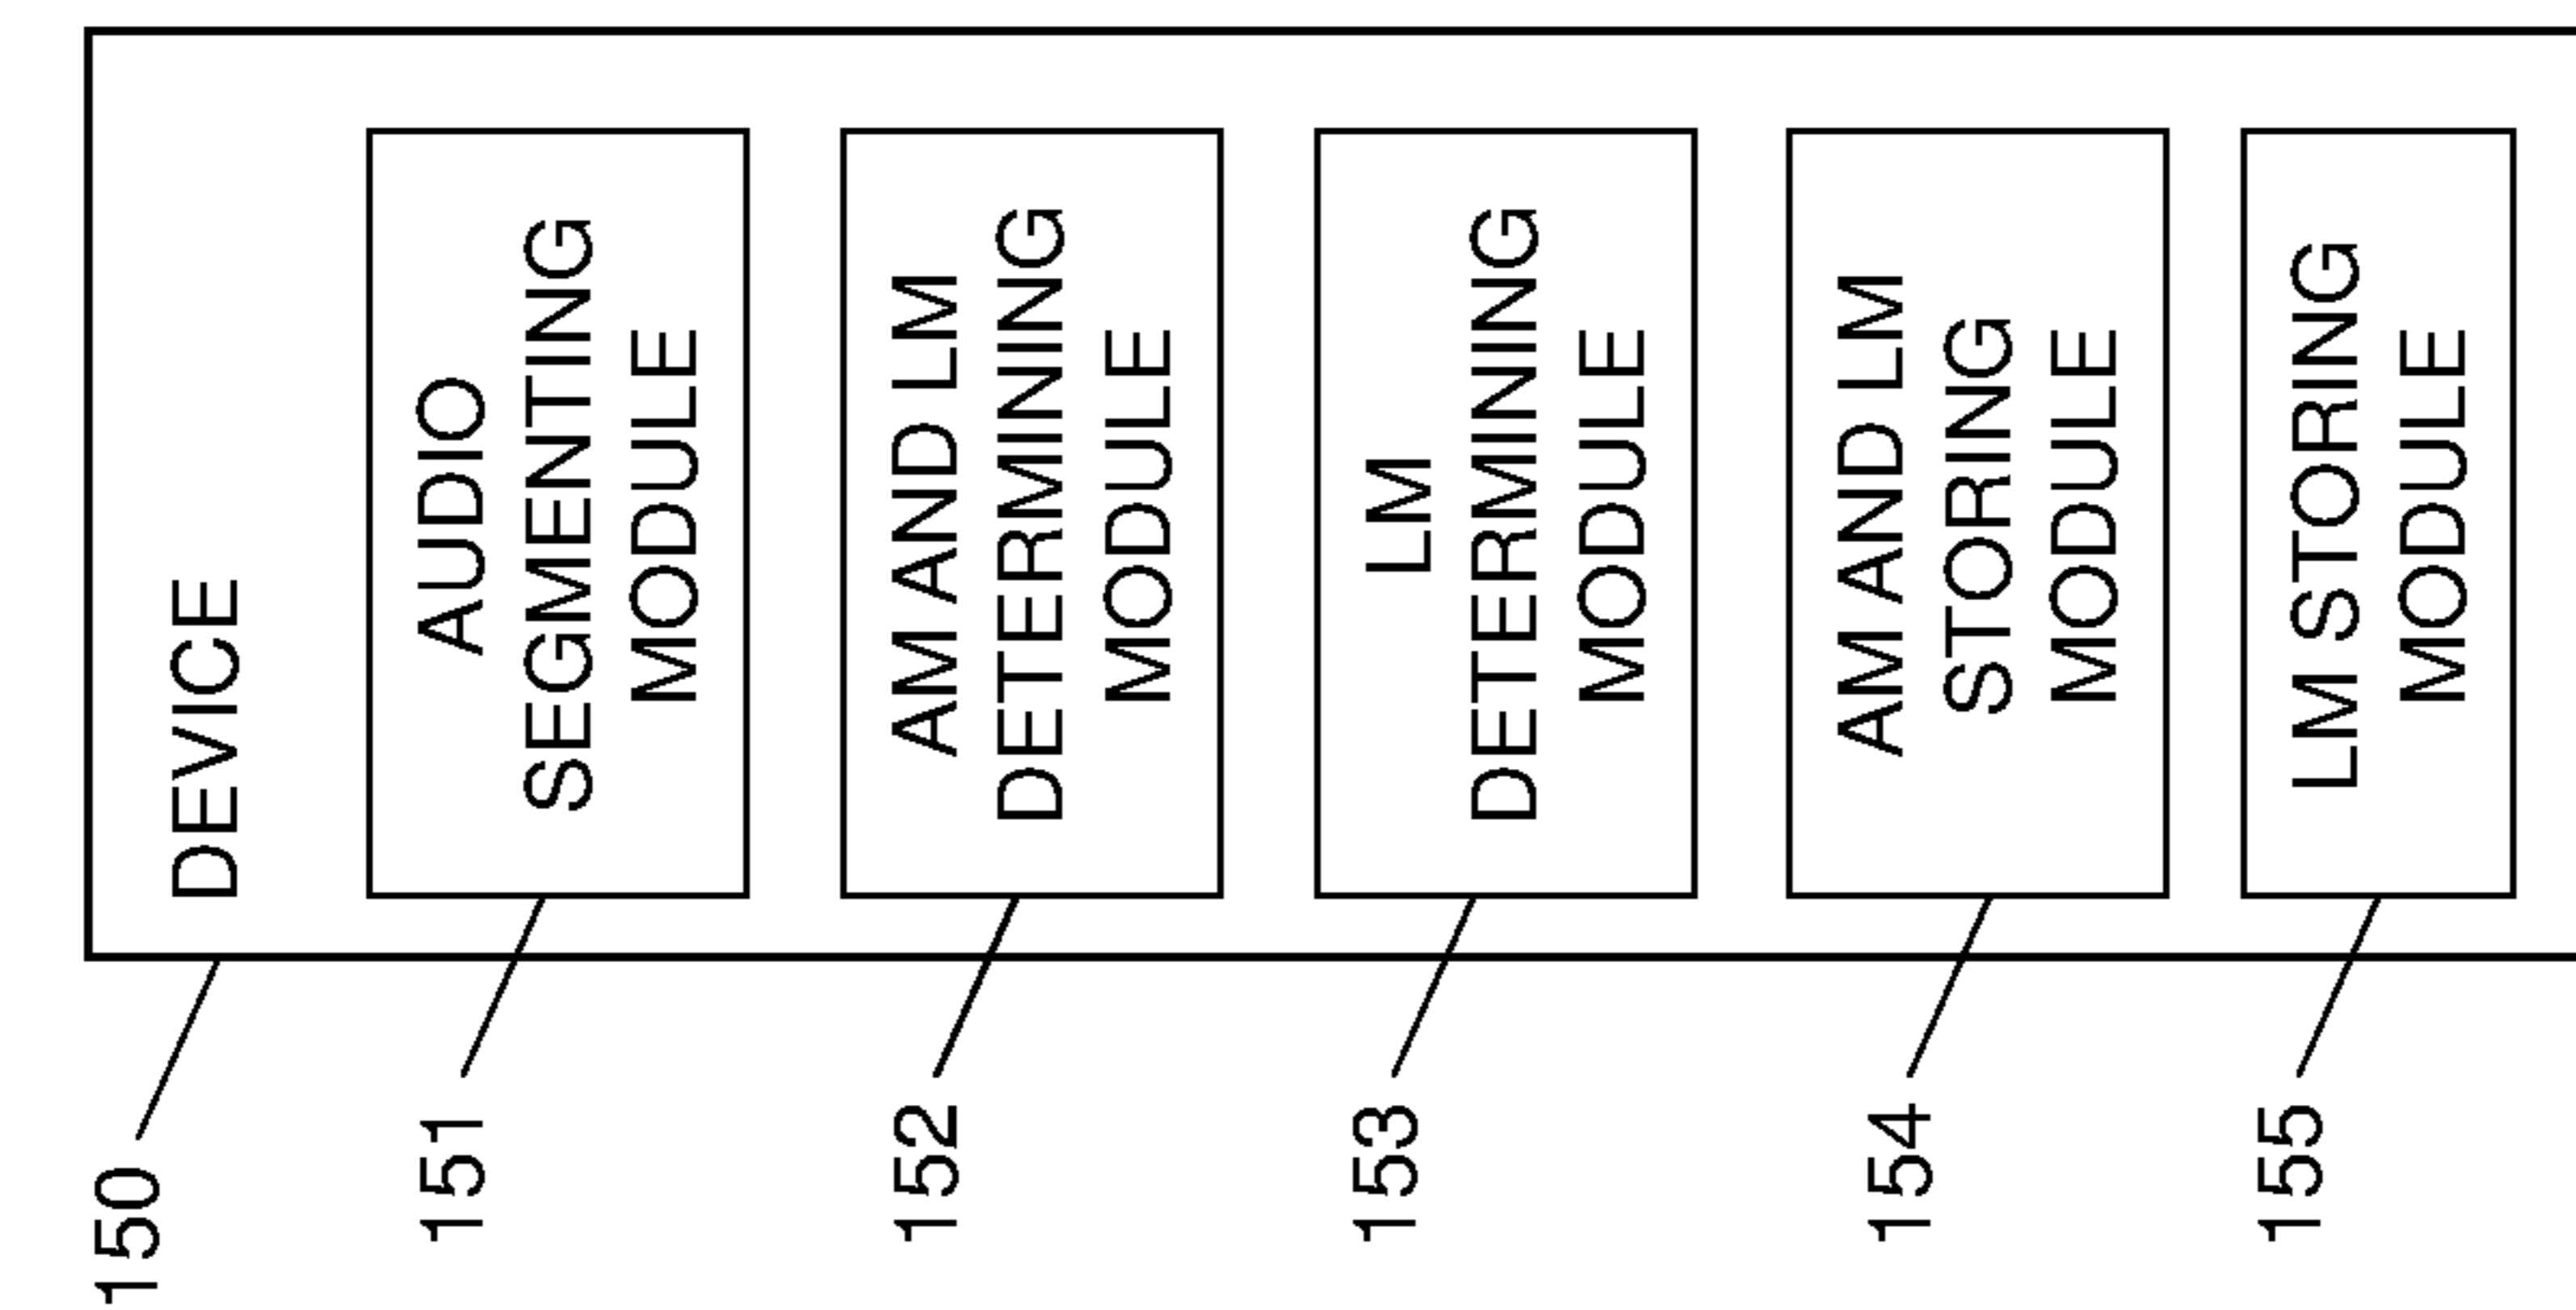 DEVICE
150
AUDIO
SEGMENTING
MODULE
151
AM AND LM
DETERMINING
MODULE
152
LM
DETERMINING
MODULE
153
AM AND LM
STORING
MODULE
154
LM STORING
MODULE
155